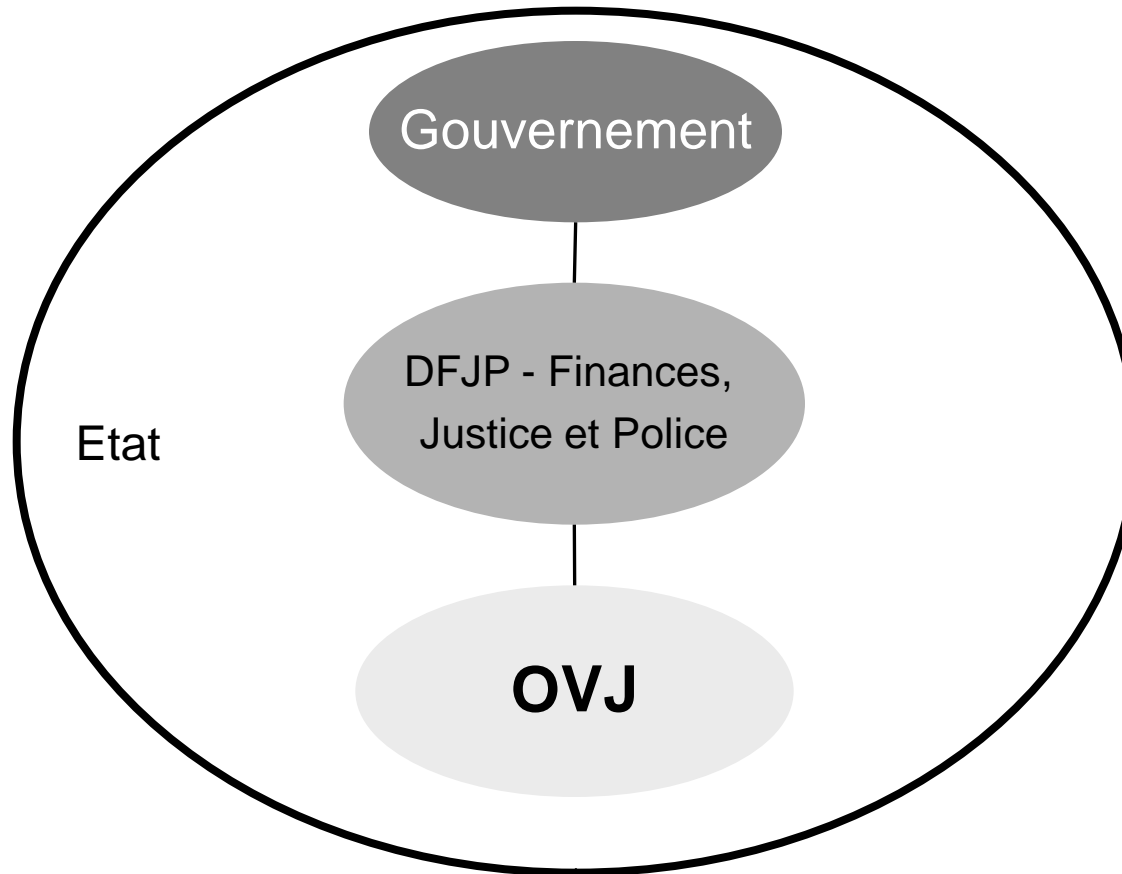 Gouvernement
DFJP - Finances,
Justice et Police
Etat
OVJ